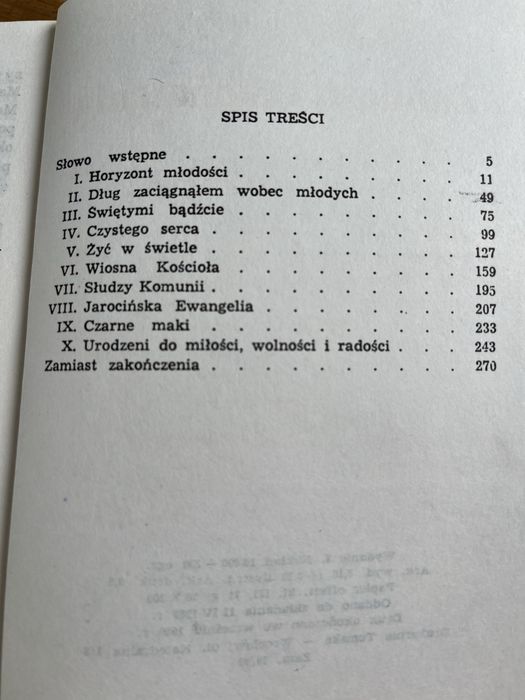 SPIS TREŚCI
Słowo wstępne . . . . . . . . . . . 5
I. Horyzont młodości . . . . . . . . . 11
II. Dług zaciągnąłem wobec młodych . . . . 49
III. Świętymi bądźcie . . . . . . . . . 75
IV. Czystego serca . . . . . . . . . . 99
V. Żyć w świetle . . . . . . . . . . 127
VI. Wiosna Kościoła . . . . . . . . . 159
VII. Słudzy Komunii . . . . . . . . . . 195
VIII. Jarocińska Ewangelia . . . . . . . . 207
IX. Czarne maki . . . . . . . . . . 233
X. Urodzeni do miłości, wolności i radości . . . 243
Zamiast zakończenia . . . . . . . . . . 270